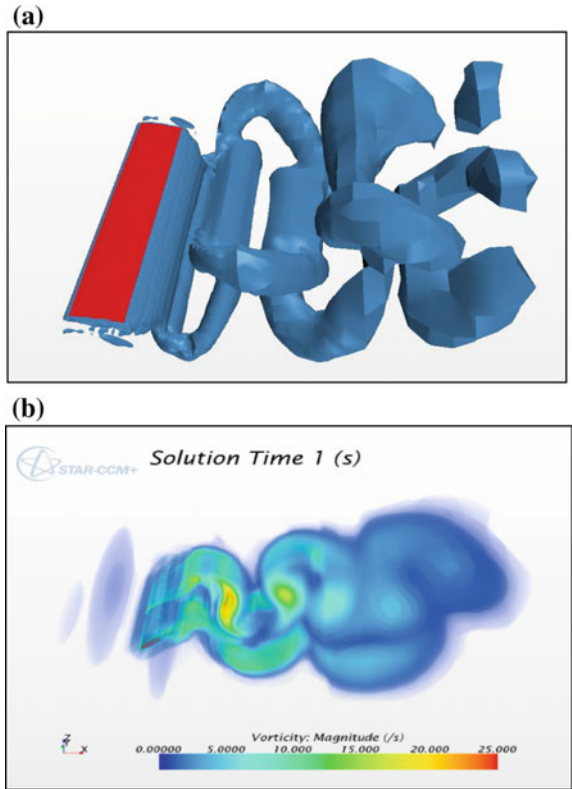 (a)
(b)
STAR-CCM+
Solution Time 1 (s)
Z
X
Vorticity: Magnitude (/s)
0.00000 5.0000 10.000 15.000 20.000 25.000